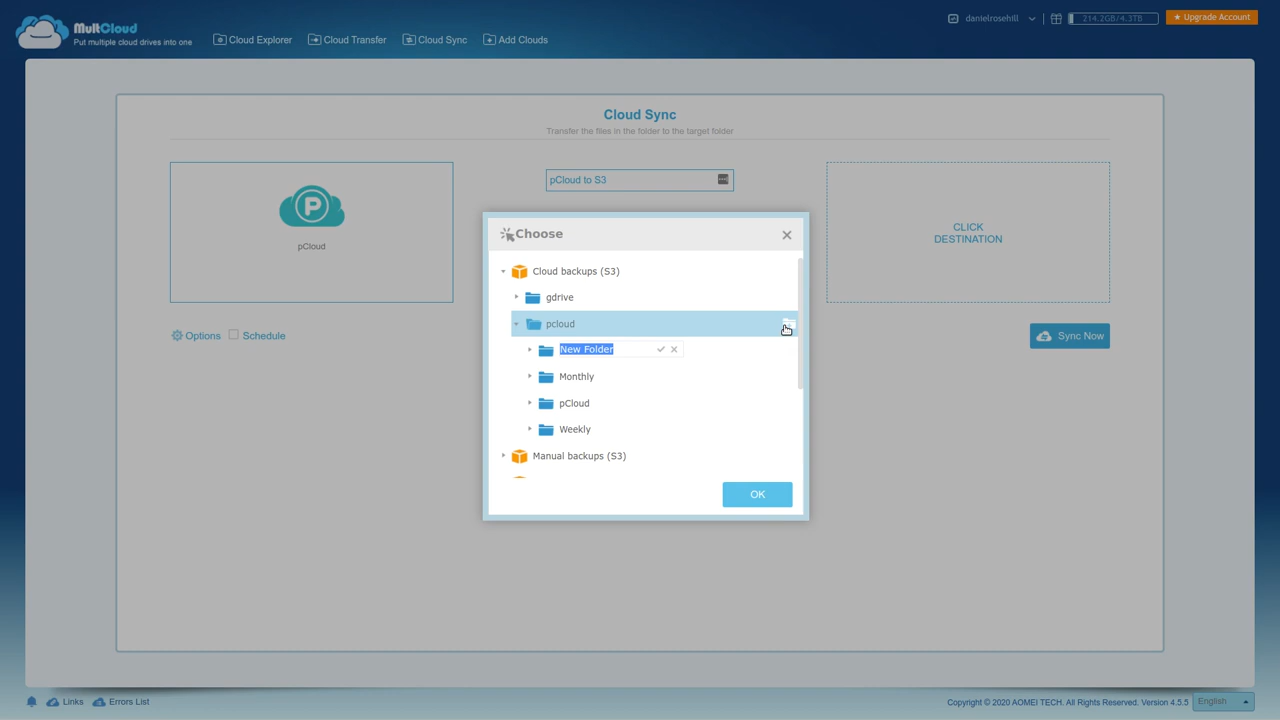 MultCloud
Put multiple cloud drives into one
Cloud Explorer
Cloud Transfer
Cloud Sync
Add Clouds
danielrosehill
214.2GB/4.3TB
★ Upgrade Account
Cloud Sync
Transfer the files in the folder to the target folder
P
pCloud
pCloud to S3
CLICK
DESTINATION
Options
Schedule
Sync Now
Choose
Cloud backups (S3)
gdrive
pcloud
New Folder
Monthly
pCloud
Weekly
Manual backups (S3)
OK
Links
Errors List
Copyright © 2020 AOMEI TECH. All Rights Reserved. Version 4.5.5
English